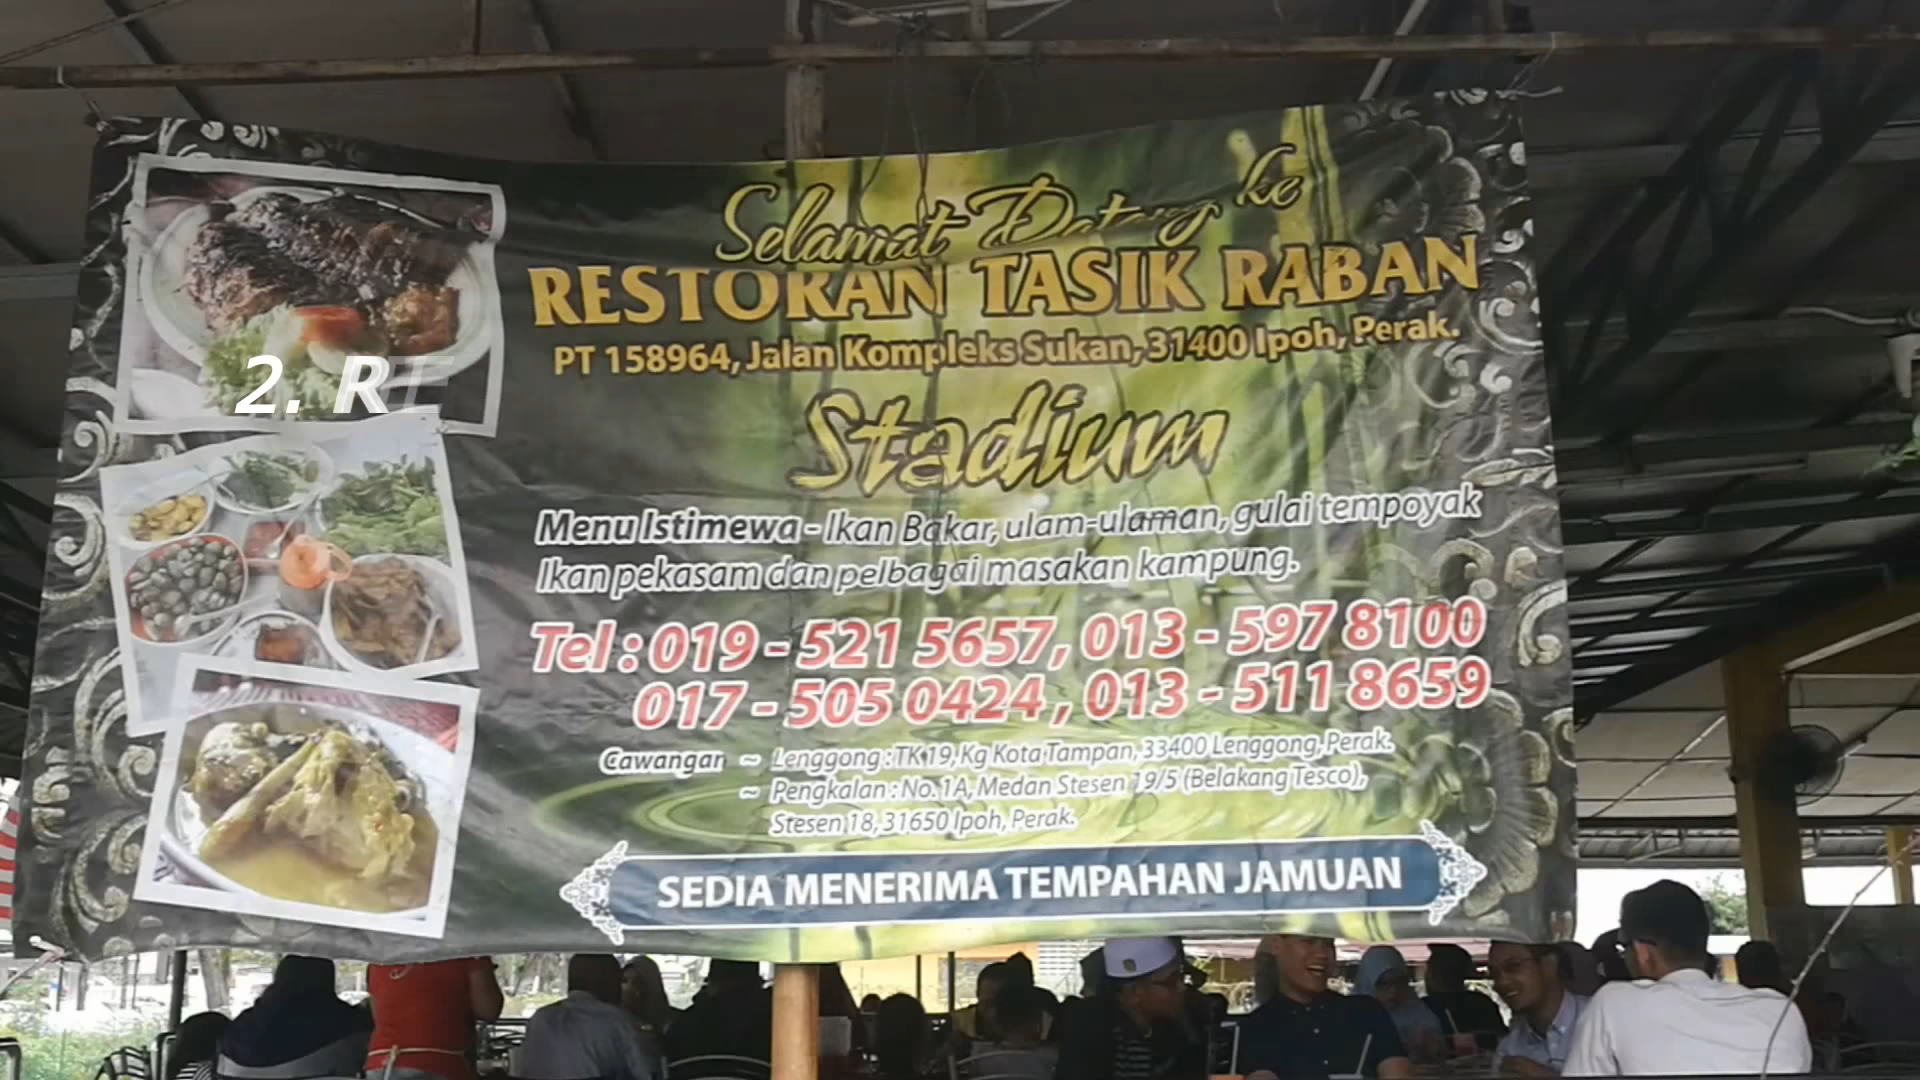 Selamat Datang ke
RESTORAN TASIK RABAN
PT 158964, Jalan Kompleks Sukan, 31400 Ipoh, Perak.
2. RT
Stadium
Menu Istimewa - Ikan Bakar, ulam-ulaman, gulai tempoyak
Ikan pekasam dan pelbagai masakan kampung.
Tel : 019 - 521 5657, 013 - 597 8100
017 - 505 0424, 013 - 511 8659
Cawangan ~ Lenggong : TK 19, Kg Kota Tampan, 33400 Lenggong, Perak.
~ Pengkalan : No. 1A, Medan Stesen 19/5 (Belakang Tesco),
Stesen 18, 31650 Ipoh, Perak.
SEDIA MENERIMA TEMPAHAN JAMUAN